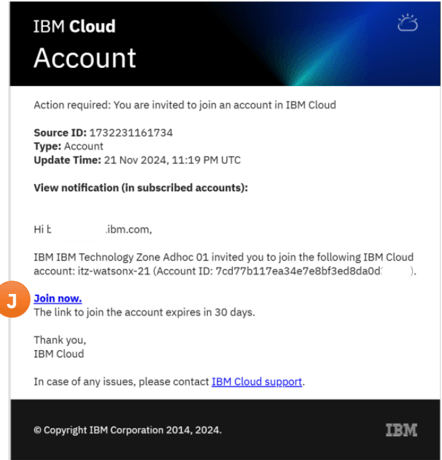 IBM Cloud
Account
Action required: You are invited to join an account in IBM Cloud
Source ID: 1732231161734
Type: Account
Update Time: 21 Nov 2024, 11:19 PM UTC
View notification (in subscribed accounts):
Hi .ibm.com,
IBM IBM Technology Zone Adhoc 01 invited you to join the following IBM Cloud
account: itz-watsonx-21 (Account ID: 7cd77b117ea34e7e8bf3ed8da0d ).
J
Join now.
The link to join the account expires in 30 days.
Thank you,
IBM Cloud
In case of any issues, please contact IBM Cloud support.
© Copyright IBM Corporation 2014, 2024.
IBM